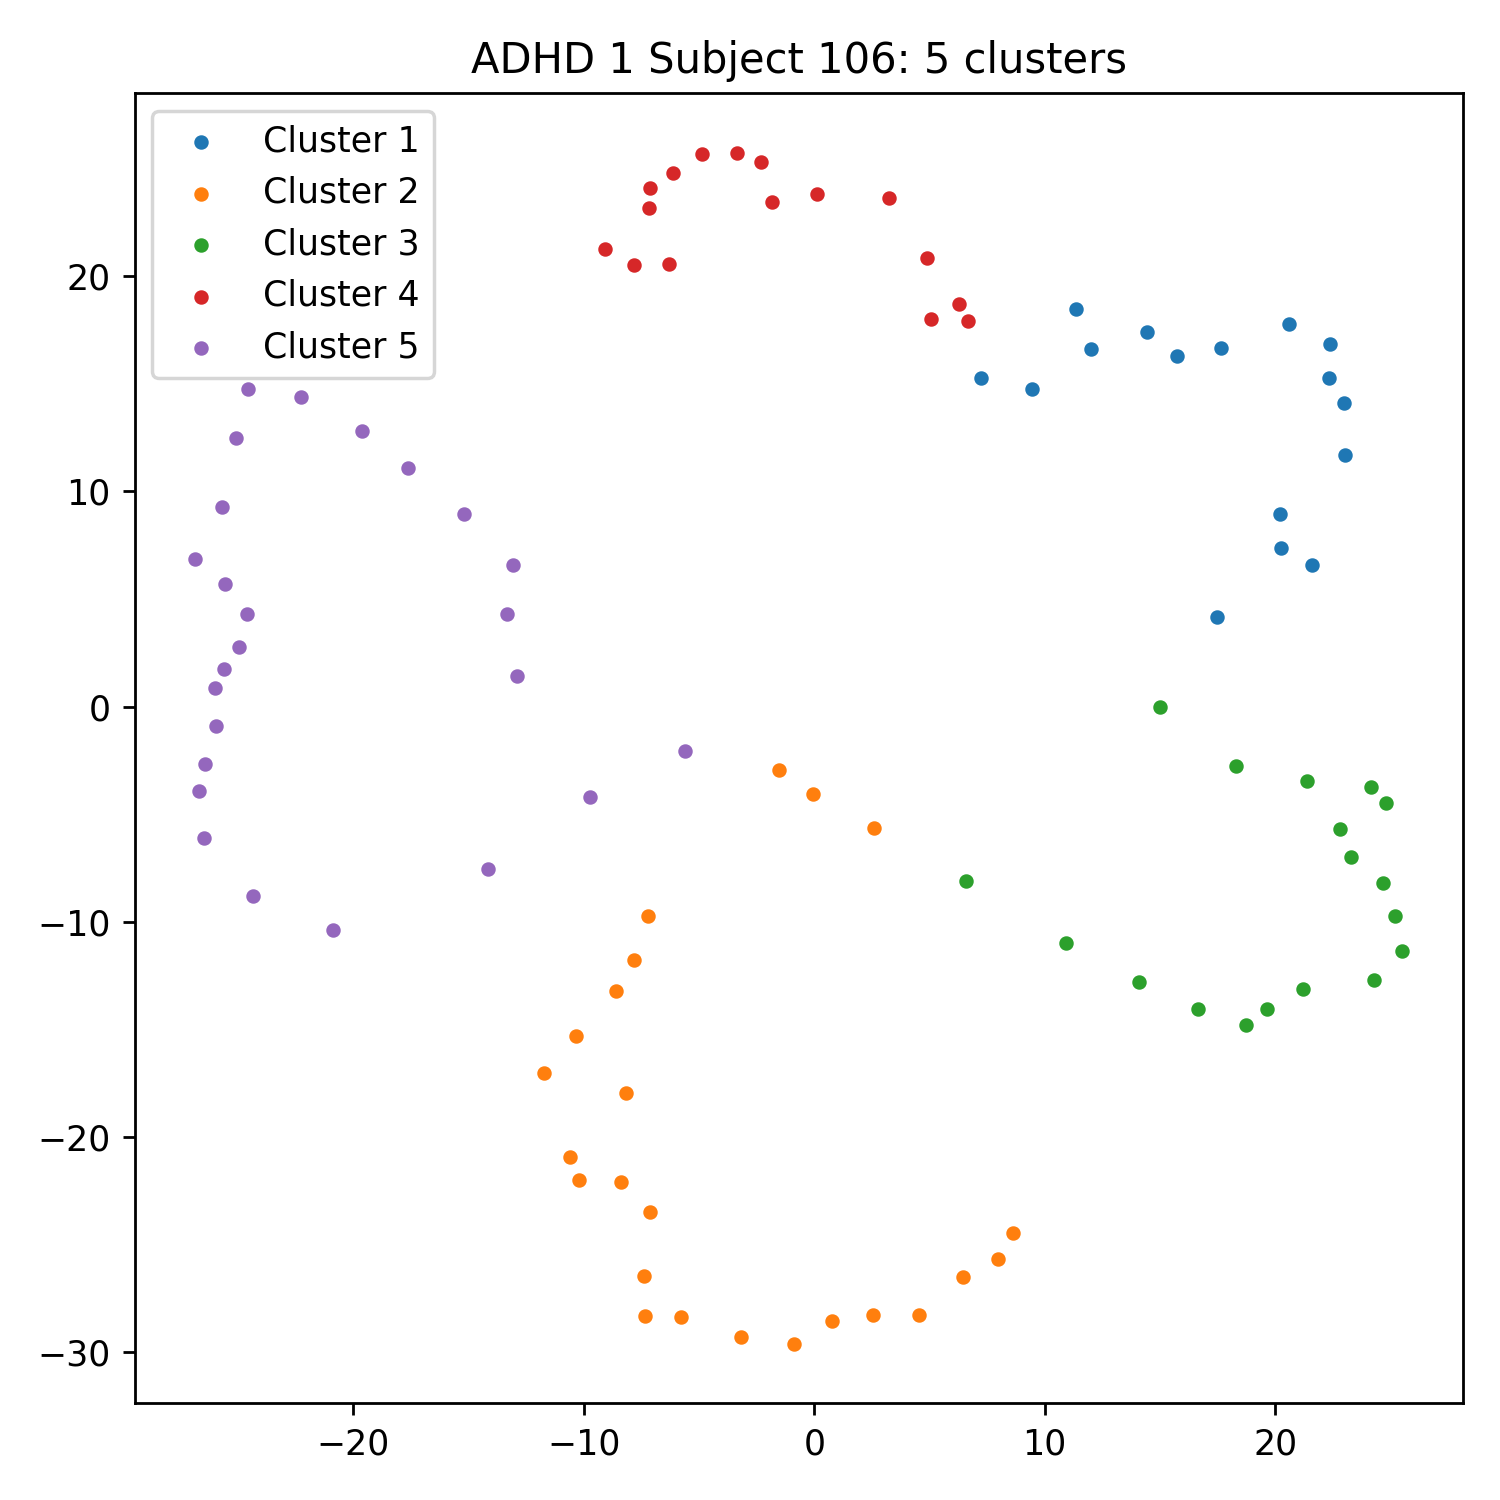 ADHD 1 Subject 106: 5 clusters
Cluster 1
Cluster 2
Cluster 3
Cluster 4
Cluster 5
20
10
0
−10
−20
−30
−20 −10 0 10 20